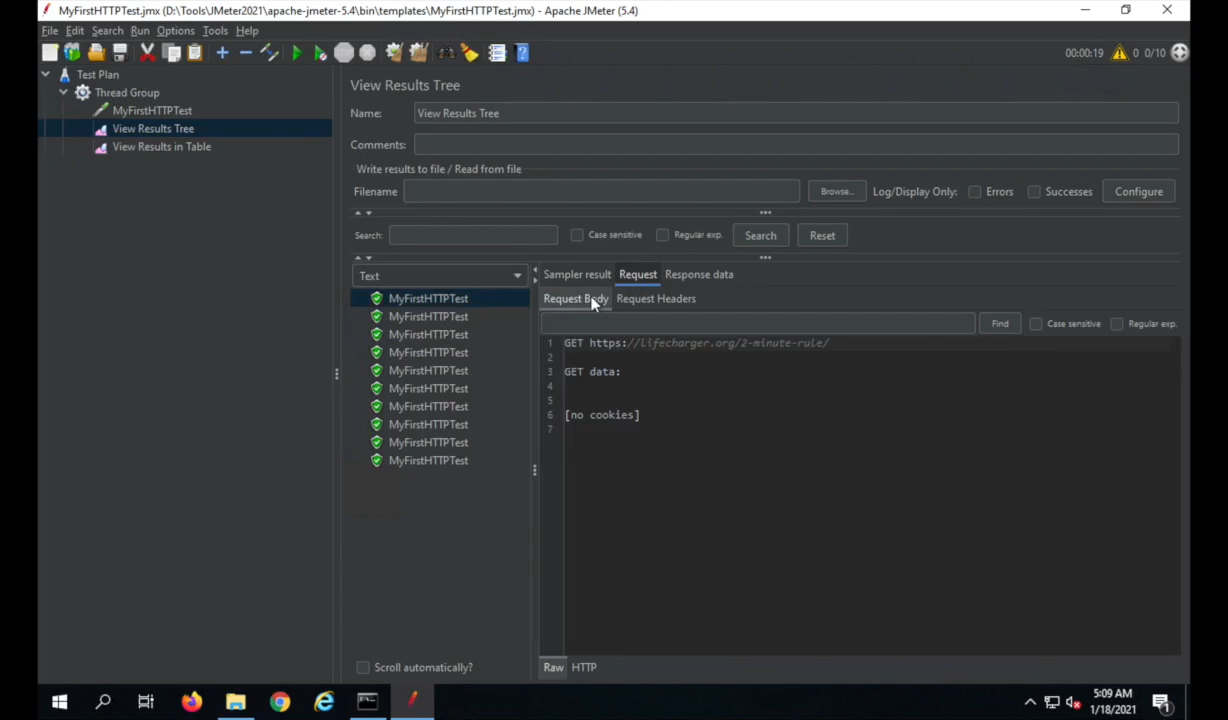 MyFirstHTTPTest.jmx (D:\Tools\JMeter2021\apache-jmeter-5.4\bin\templates\MyFirstHTTPTest.jmx) - Apache JMeter (5.4)
File Edit Search Run Options Tools Help
00:00:19 0 0/10
Test Plan
Thread Group
MyFirstHTTPTest
View Results Tree
View Results in Table
View Results Tree
Name: View Results Tree
Comments:
Write results to file / Read from file
Filename Browse... Log/Display Only: Errors Successes Configure
Search: Case sensitive Regular exp. Search Reset
Text
MyFirstHTTPTest
MyFirstHTTPTest
MyFirstHTTPTest
MyFirstHTTPTest
MyFirstHTTPTest
MyFirstHTTPTest
MyFirstHTTPTest
MyFirstHTTPTest
MyFirstHTTPTest
MyFirstHTTPTest
Scroll automatically?
Sampler result Request Response data
Request Body Request Headers
Find Case sensitive Regular exp.
1 GET https://lifecharger.org/2-minute-rule/
2
3 GET data:
4
5
6 [no cookies]
7
Raw HTTP
5:09 AM
1/18/2021
1